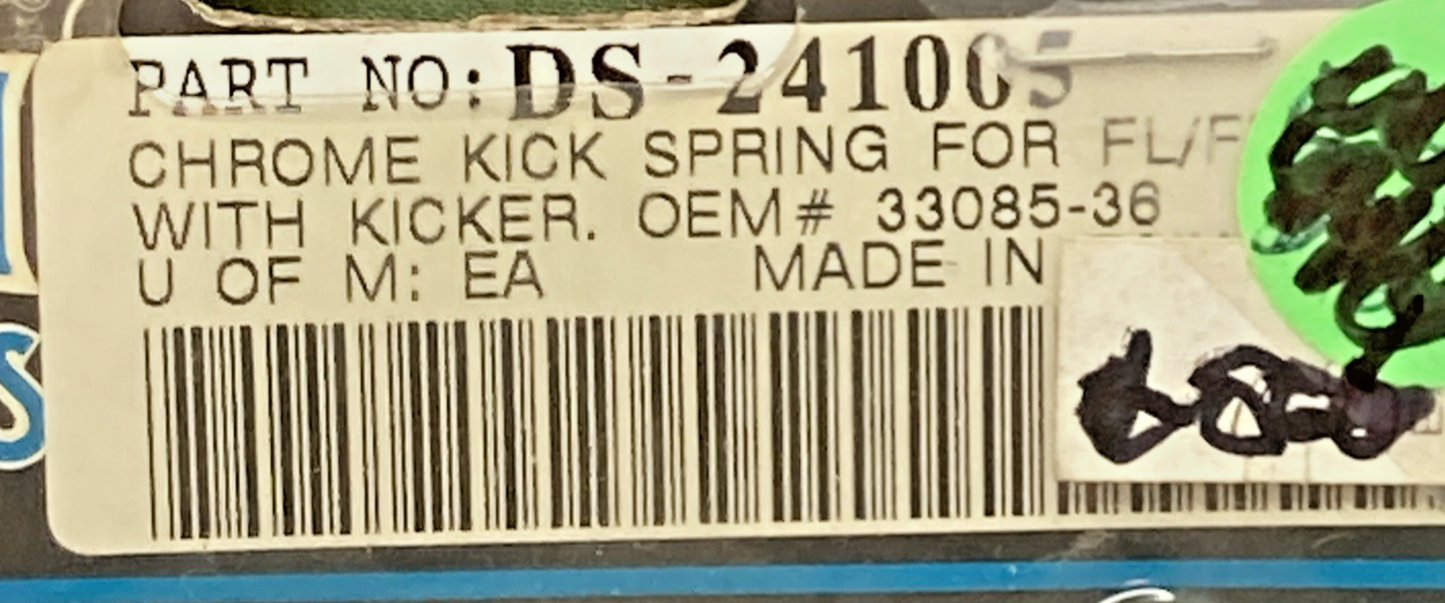 PART NO: DS-241005
CHROME KICK SPRING FOR FL/F
WITH KICKER. OEM# 33085-36
U OF M: EA MADE IN